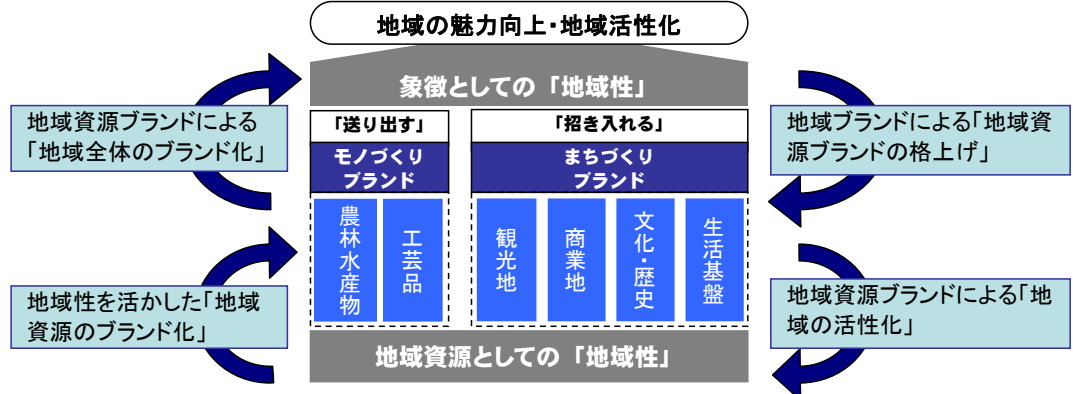 地域の魅力向上・地域活性化
象徴としての「地域性」
地域資源ブランドによる
「地域全体のブランド化」
「送り出す」
「招き入れる」
地域ブランドによる「地域資
源ブランドの格上げ」
モノづくり
ブランド
まちづくり
ブランド
農林水産物
工芸品
観光地
商業地
文化・歴史
生活基盤
地域性を活かした「地域
資源のブランド化」
地域資源ブランドによる「地
域の活性化」
地域資源としての「地域性」